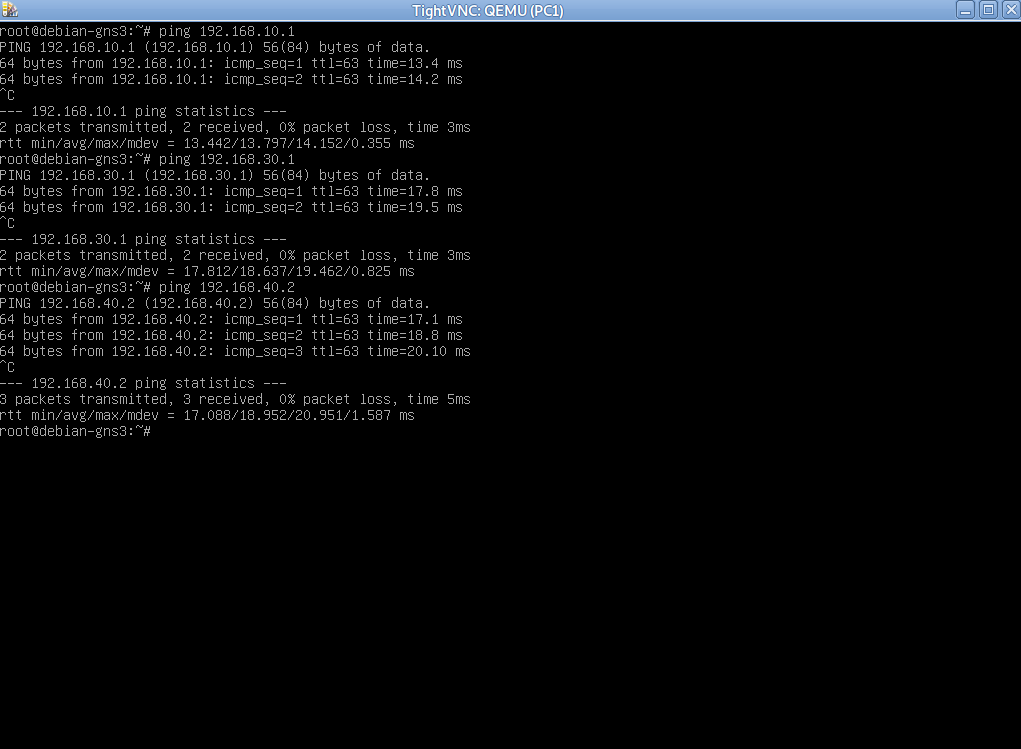 TightVNC: QEMU (PC1)
root@debian-gns3:~# ping 192.168.10.1
PING 192.168.10.1 (192.168.10.1) 56(84) bytes of data.
64 bytes from 192.168.10.1: icmp_seq=1 ttl=63 time=13.4 ms
64 bytes from 192.168.10.1: icmp_seq=2 ttl=63 time=14.2 ms
^C
--- 192.168.10.1 ping statistics ---
2 packets transmitted, 2 received, 0% packet loss, time 3ms
rtt min/avg/max/mdev = 13.442/13.797/14.152/0.355 ms
root@debian-gns3:~# ping 192.168.30.1
PING 192.168.30.1 (192.168.30.1) 56(84) bytes of data.
64 bytes from 192.168.30.1: icmp_seq=1 ttl=63 time=17.8 ms
64 bytes from 192.168.30.1: icmp_seq=2 ttl=63 time=19.5 ms
^C
--- 192.168.30.1 ping statistics ---
2 packets transmitted, 2 received, 0% packet loss, time 3ms
rtt min/avg/max/mdev = 17.812/18.637/19.462/0.825 ms
root@debian-gns3:~# ping 192.168.40.2
PING 192.168.40.2 (192.168.40.2) 56(84) bytes of data.
64 bytes from 192.168.40.2: icmp_seq=1 ttl=63 time=17.1 ms
64 bytes from 192.168.40.2: icmp_seq=2 ttl=63 time=18.8 ms
64 bytes from 192.168.40.2: icmp_seq=3 ttl=63 time=20.10 ms
^C
--- 192.168.40.2 ping statistics ---
3 packets transmitted, 3 received, 0% packet loss, time 5ms
rtt min/avg/max/mdev = 17.088/18.952/20.951/1.587 ms
root@debian-gns3:~#